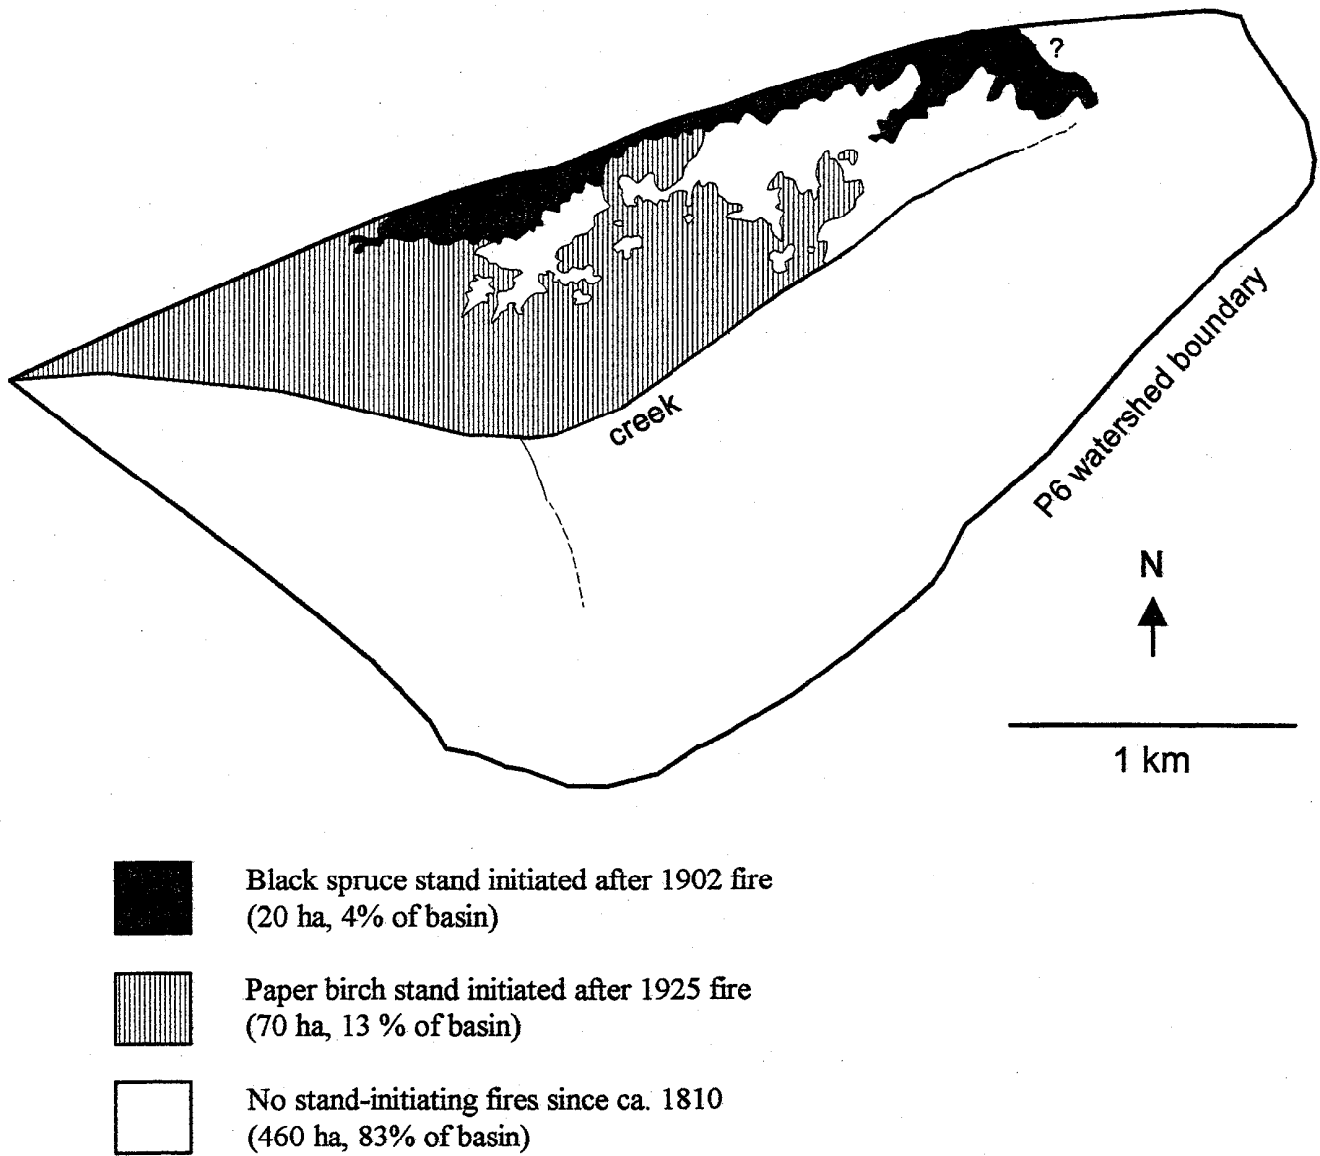 ?
creek
P6 watershed boundary
N
1 km
Black spruce stand initiated after 1902 fire
(20 ha, 4% of basin)
Paper birch stand initiated after 1925 fire
(70 ha, 13 % of basin)
No stand-initiating fires since ca. 1810
(460 ha, 83% of basin)